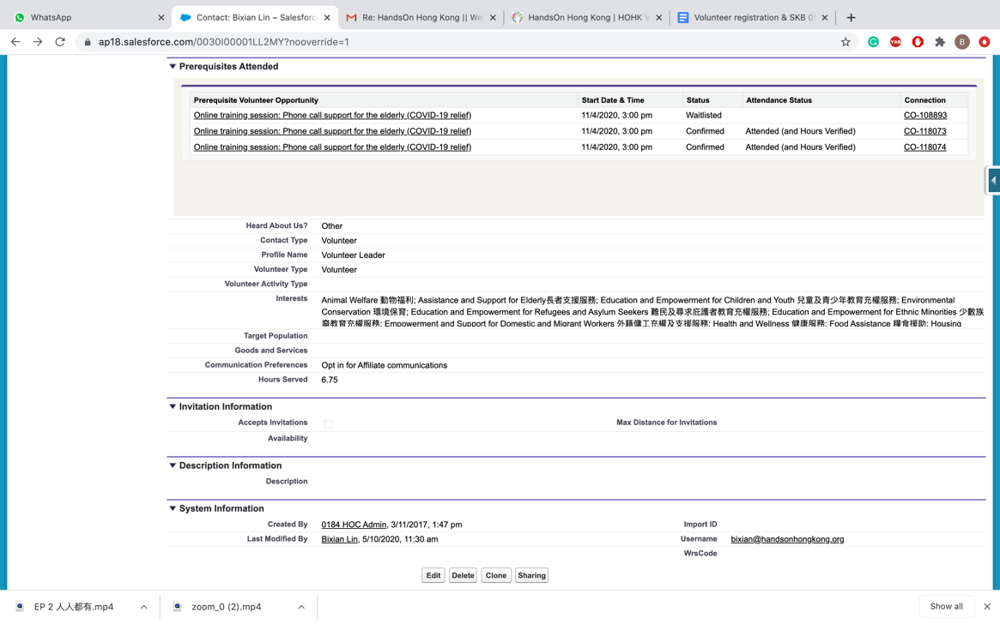 WhatsApp
Contact: Bixian Lin ~ Salesforc
Re: HandsOn Hong Kong || We
HandsOn Hong Kong | HOHK V
Volunteer registration & SKB 0
ap18.salesforce.com/0030I00001LL2MY?nooverride=1
YAB
B
Prerequisites Attended
Prerequisite Volunteer Opportunity Start Date & Time Status Attendance Status Connection
Online training session: Phone call support for the elderly (COVID-19 relief) 11/4/2020, 3:00 pm Waitlisted CO-108893
Online training session: Phone call support for the elderly (COVID-19 relief) 11/4/2020, 3:00 pm Confirmed Attended (and Hours Verified) CO-118073
Online training session: Phone call support for the elderly (COVID-19 relief) 11/4/2020, 3:00 pm Confirmed Attended (and Hours Verified) CO-118074
Heard About Us? Other
Contact Type Volunteer
Profile Name Volunteer Leader
Volunteer Type Volunteer
Volunteer Activity Type
Interests Animal Welfare 動物福利; Assistance and Support for Elderly長者支援服務; Education and Empowerment for Children and Youth 兒童及青少年教育充權服務; Environmental
Conservation 環境保育; Education and Empowerment for Refugees and Asylum Seekers 難民及尋求庇護者教育充權服務; Education and Empowerment for Ethnic Minorities 少數族
裔教育充權服務; Empowerment and Support for Domestic and Migrant Workers 外籍傭工充權及支援服務; Health and Wellness 健康服務; Food Assistance 糧食援助; Housing
Target Population
Goods and Services
Communication Preferences Opt in for Affiliate communications
Hours Served 6.75
Invitation Information
Accepts Invitations Max Distance for Invitations
Availability
Description Information
Description
System Information
Created By 0184 HOC Admin, 3/11/2017, 1:47 pm Import ID
Last Modified By Bixian Lin, 5/10/2020, 11:30 am Username bixian@handsonhongkong.org
WrsCode
Edit Delete Clone Sharing
EP 2 人人都有.mp4 zoom_0 (2).mp4 Show all